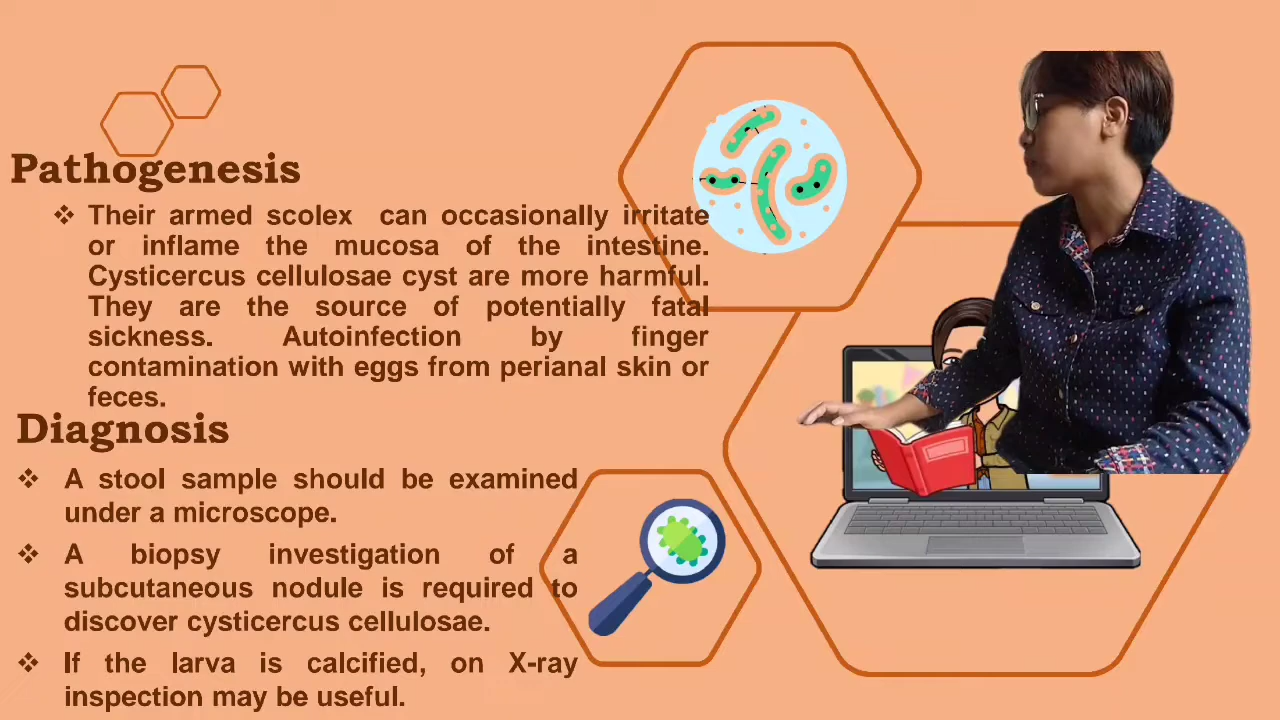 Pathogenesis
❖ Their armed scolex can occasionally irritate
or inflame the mucosa of the intestine.
Cysticercus cellulosae cyst are more harmful.
They are the source of potentially fatal
sickness. Autoinfection by finger
contamination with eggs from perianal skin or
feces.
Diagnosis
❖ A stool sample should be examined
under a microscope.
❖ A biopsy investigation of a
subcutaneous nodule is required to
discover cysticercus cellulosae.
❖ If the larva is calcified, on X-ray
inspection may be useful.